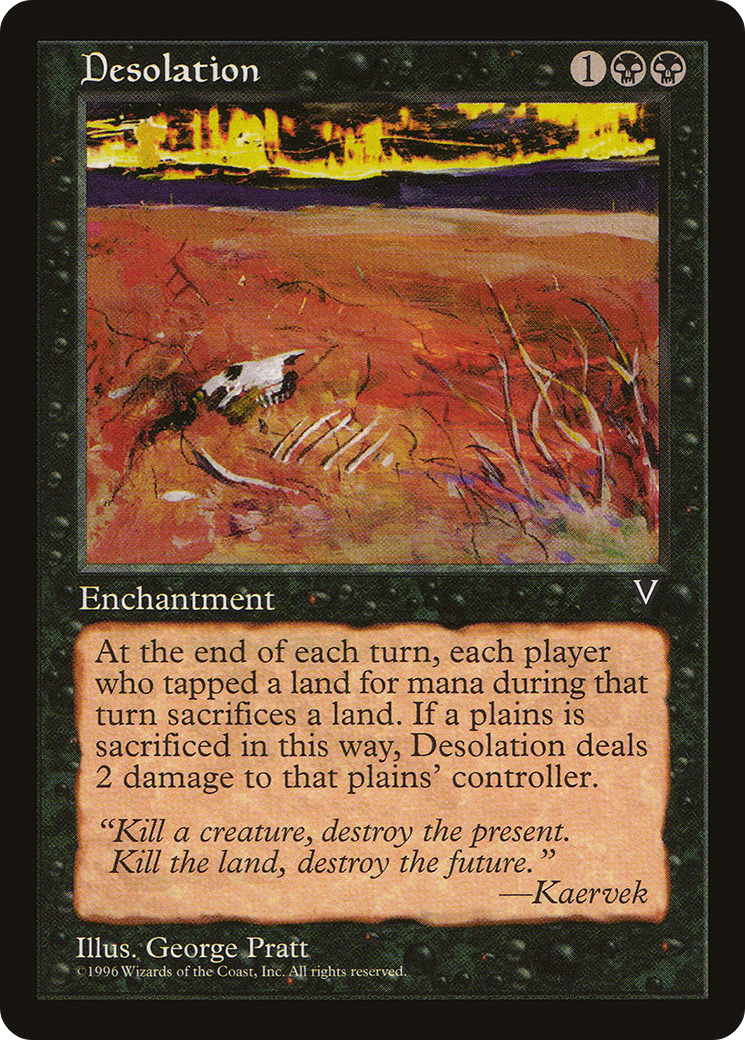 Desolation 1
Enchantment V
At the end of each turn, each player
who tapped a land for mana during that
turn sacrifices a land. If a plains is
sacrificed in this way, Desolation deals
2 damage to that plains’ controller.
“Kill a creature, destroy the present.
Kill the land, destroy the future.”
—Kaervek
Illus. George Pratt
©1996 Wizards of the Coast, Inc. All rights reserved.